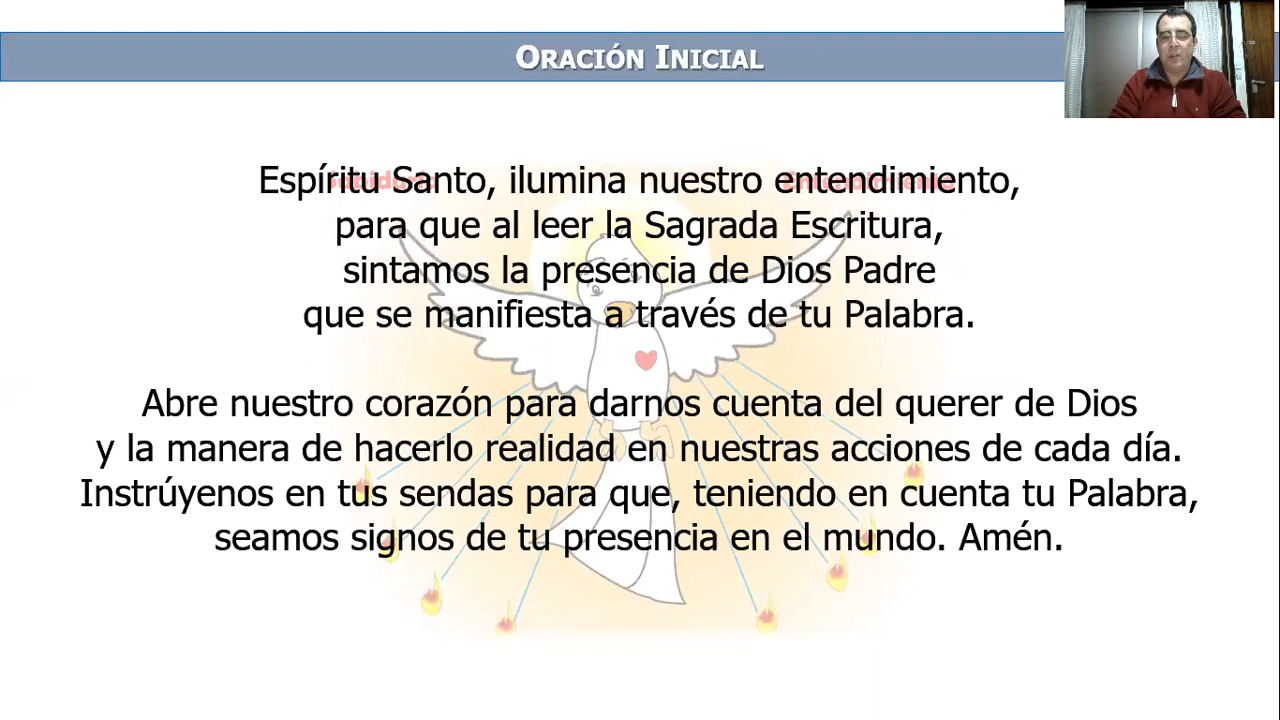 ORACIÓN INICIAL
Espíritu Santo, ilumina nuestro entendimiento,
para que al leer la Sagrada Escritura,
sintamos la presencia de Dios Padre
que se manifiesta a través de tu Palabra.
Abre nuestro corazón para darnos cuenta del querer de Dios
y la manera de hacerlo realidad en nuestras acciones de cada día.
Instrúyenos en tus sendas para que, teniendo en cuenta tu Palabra,
seamos signos de tu presencia en el mundo. Amén.